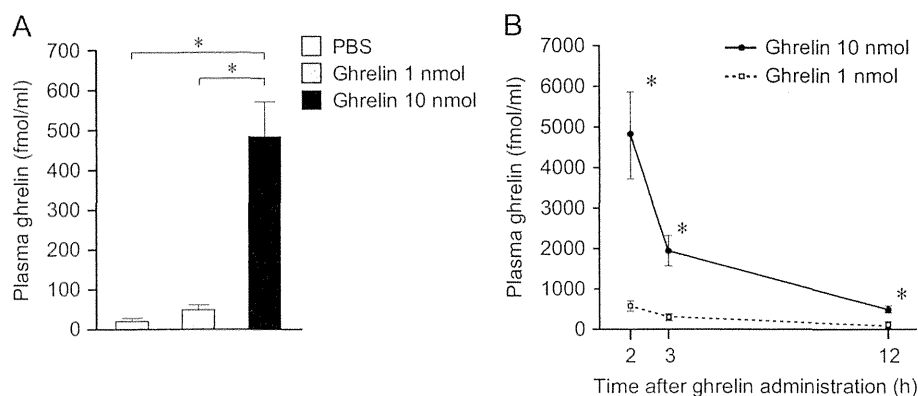 A
Plasma ghrelin (fmol/ml)
700
600
500
400
300
200
100
0
*
*
PBS
Ghrelin 1 nmol
Ghrelin 10 nmol
B
Plasma ghrelin (fmol/ml)
7000
6000
5000
4000
3000
2000
1000
0
Ghrelin 10 nmol
Ghrelin 1 nmol
*
*
*
2
3
12
Time after ghrelin administration (h)